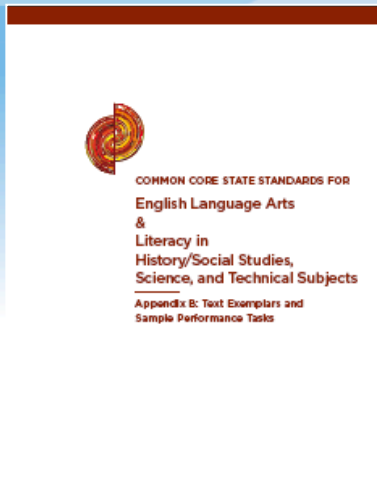 COMMON CORE STATE STANDARDS FOR
English Language Arts
&
Literacy in
History/Social Studies,
Science, and Technical Subjects
Appendix B: Text Exemplars and
Sample Performance Tasks